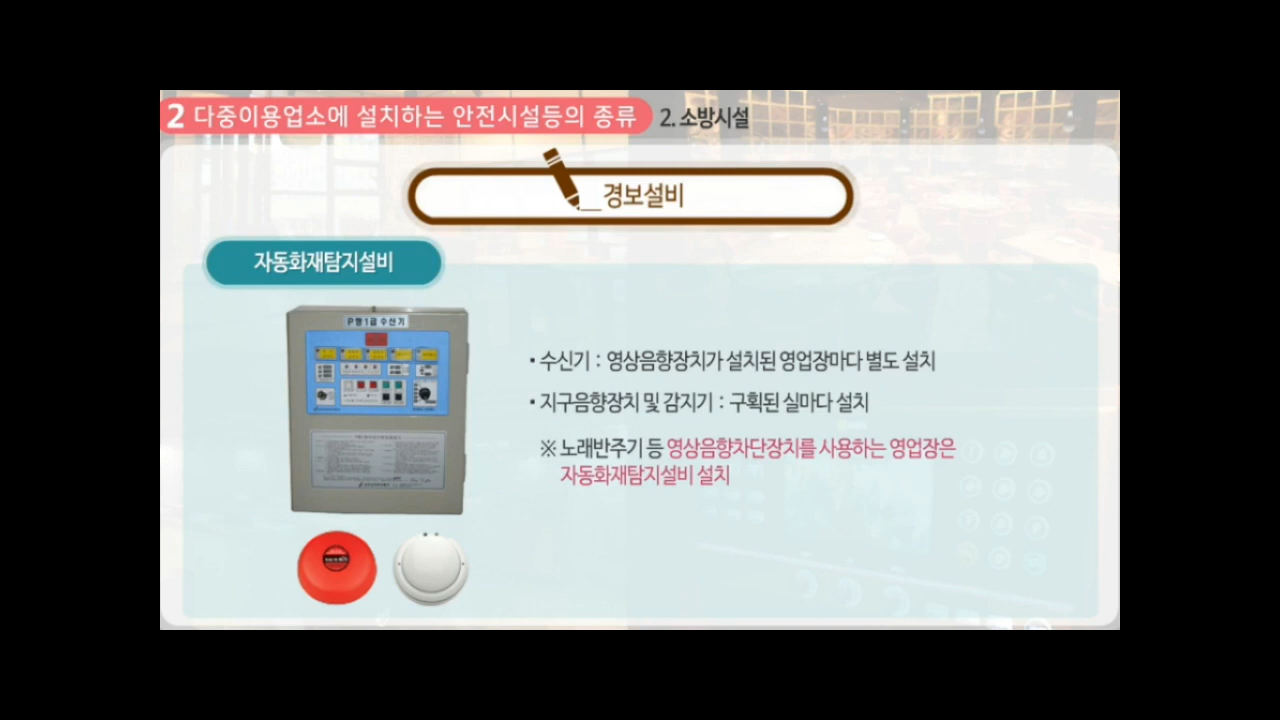 2 다중이용업소에 설치하는 안전시설등의 종류 2. 소방시설
경보설비
자동화재탐지설비
P형1급 수신기
• 수신기 : 영상음향장치가 설치된 영업장마다 별도 설치
• 지구음향장치 및 감지기 : 구획된 실마다 설치
※ 노래반주기 등 영상음향차단장치를 사용하는 영업장은
자동화재탐지설비 설치